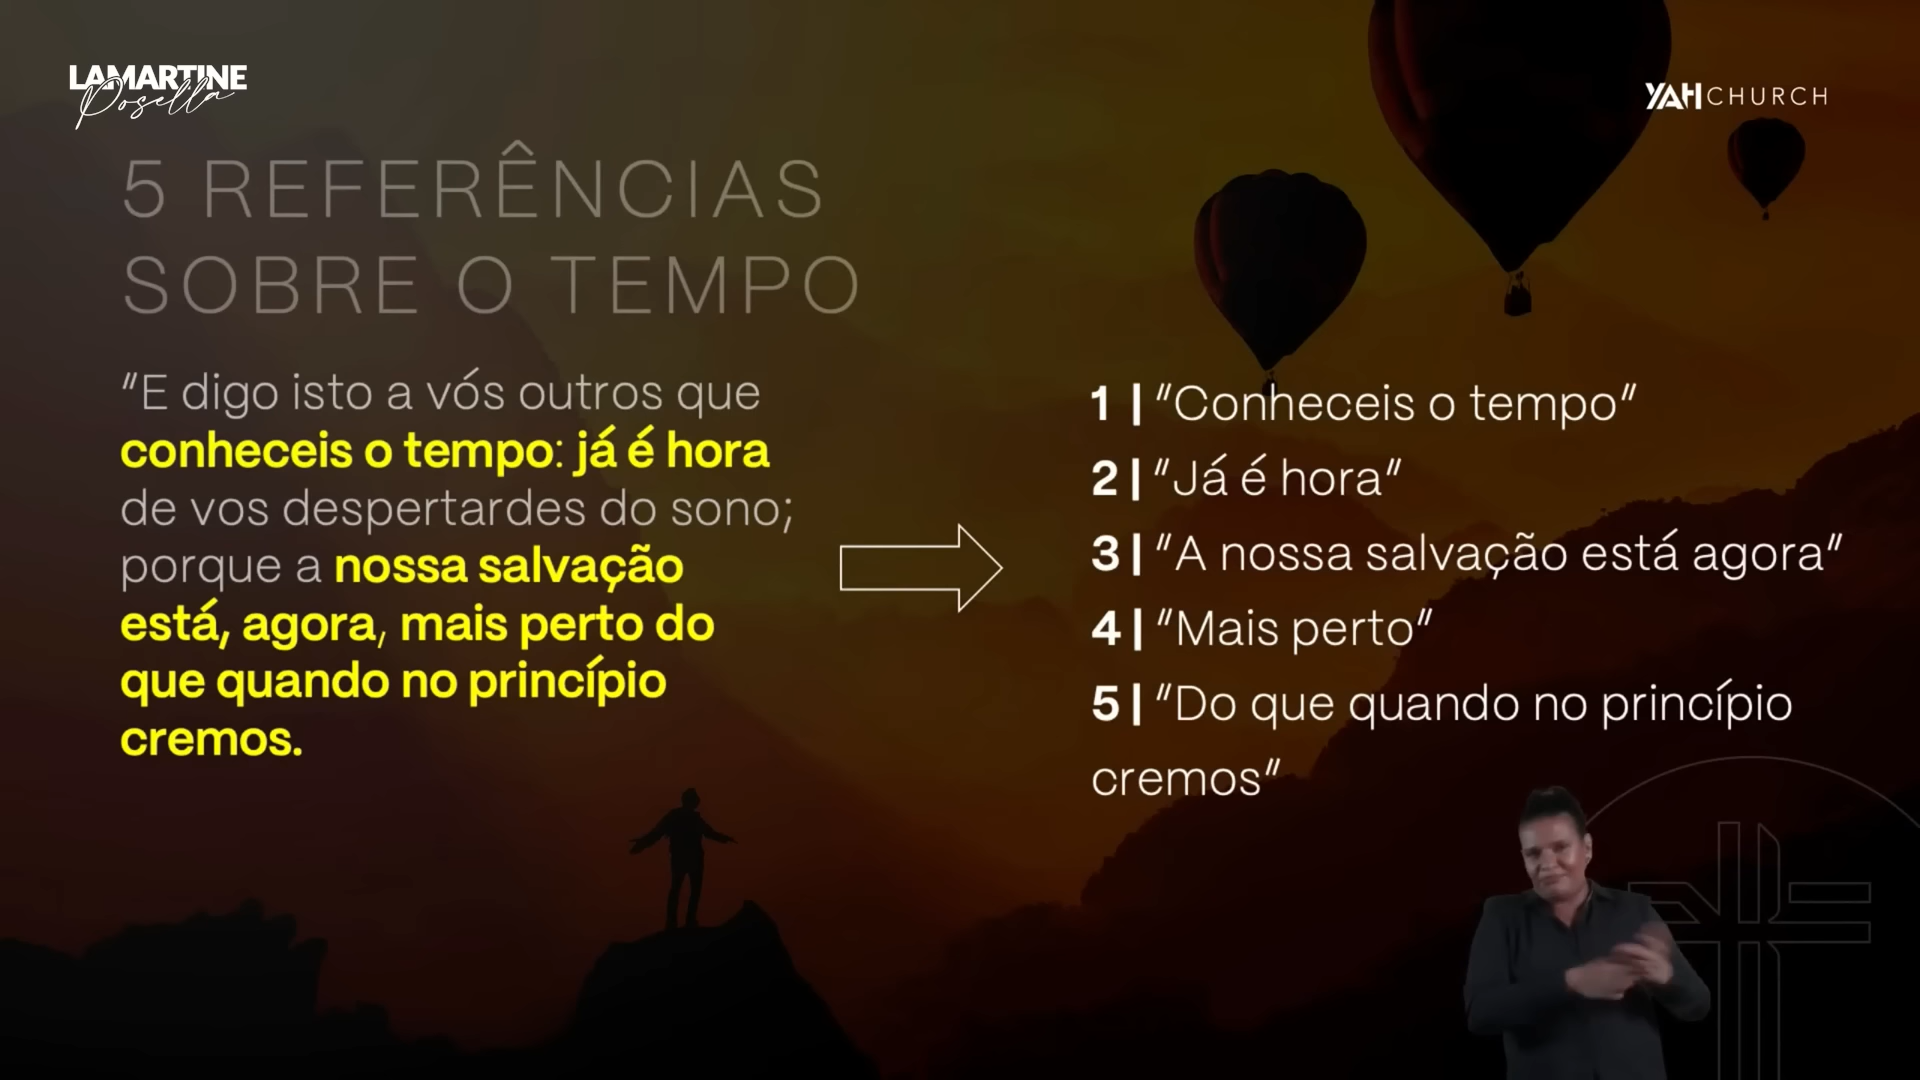 LAMARTINE
Posella
YAH CHURCH
5 REFERÊNCIAS
SOBRE O TEMPO
“E digo isto a vós outros que
conheceis o tempo: já é hora
de vos despertardes do sono;
porque a nossa salvação
está, agora, mais perto do
que quando no princípio
cremos.
1 | “Conheceis o tempo”
2 | “Já é hora”
3 | “A nossa salvação está agora”
4 | “Mais perto”
5 | “Do que quando no princípio
cremos”